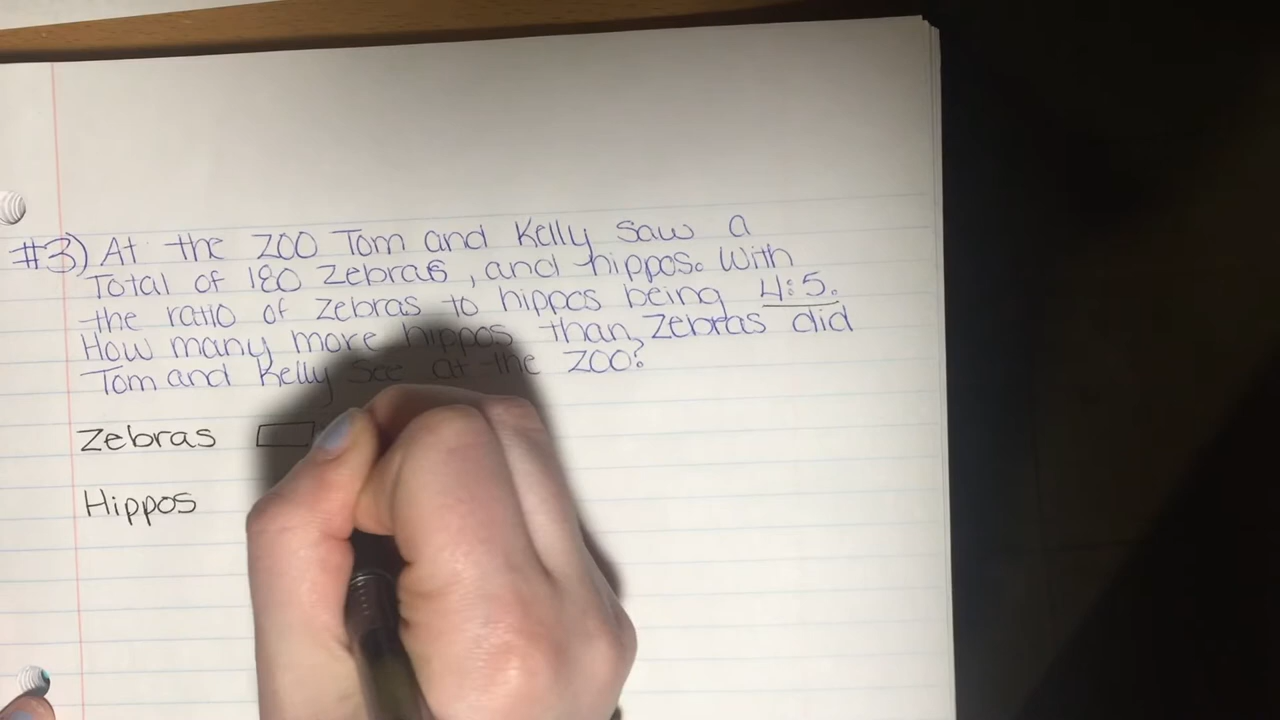 #3) At the zoo Tom and Kelly saw a
Total of 180 zebras, and hippos. With
the ratio of zebras to hippos being 4:5.
How many more hippos than, zebras did
Tom and Kelly see at the zoo?
Zebras
Hippos